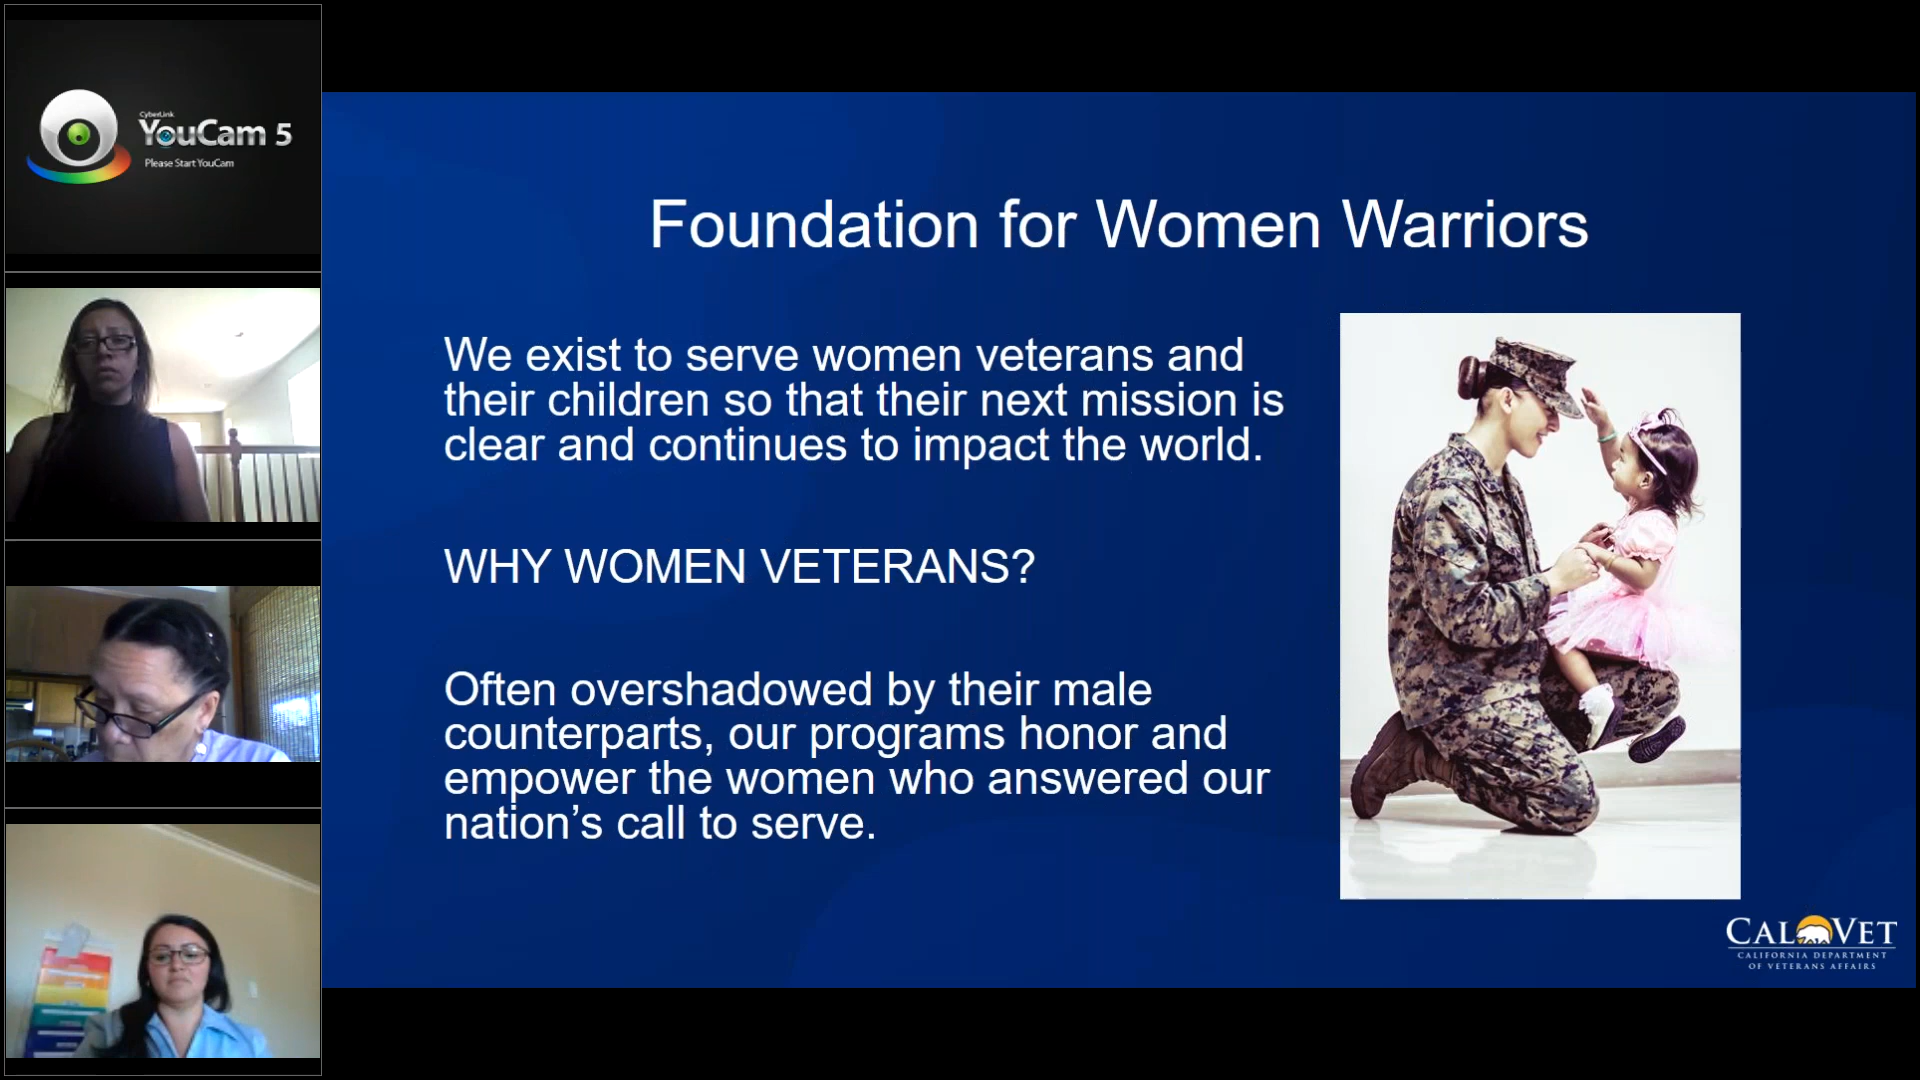 CyberLink
YouCam 5
Please Start YouCam
Foundation for Women Warriors
We exist to serve women veterans and
their children so that their next mission is
clear and continues to impact the world.
WHY WOMEN VETERANS?
Often overshadowed by their male
counterparts, our programs honor and
empower the women who answered our
nation’s call to serve.
CALVET
CALIFORNIA DEPARTMENT
OF VETERANS AFFAIRS